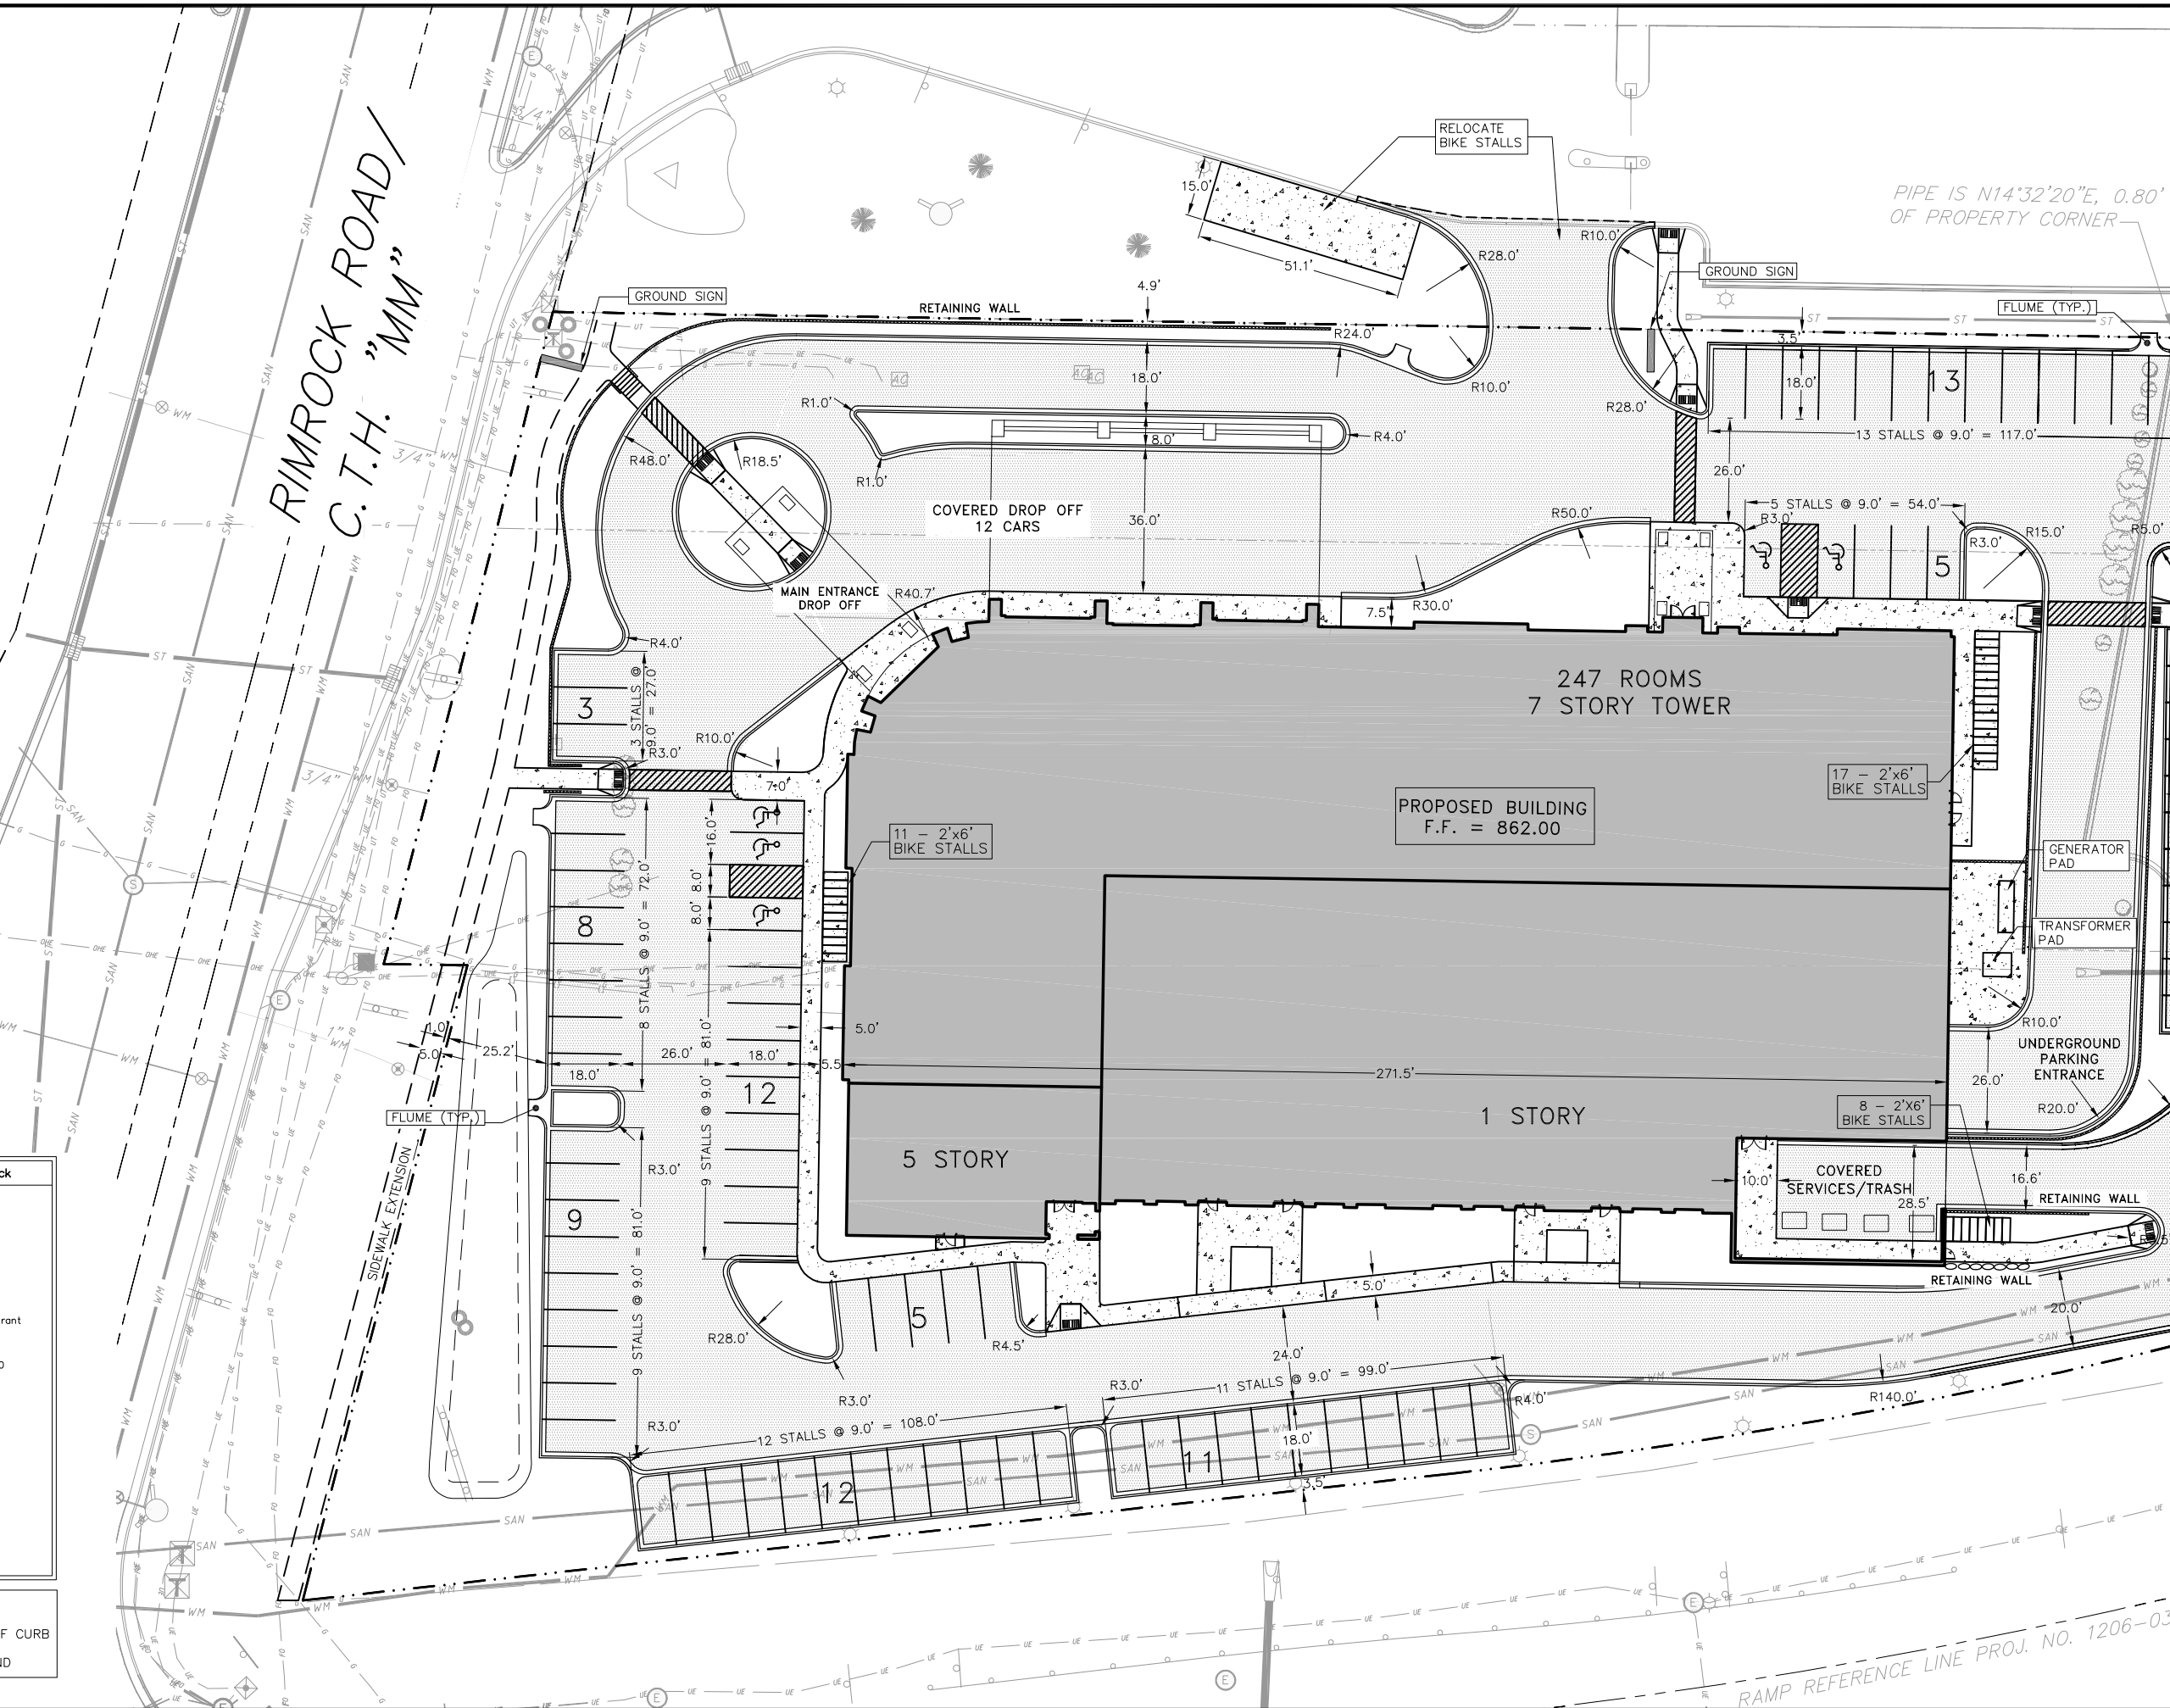 RIMROCK ROAD/
C.T.H. "MM"
RELOCATE
BIKE STALLS
PIPE IS N14°32'20"E, 0.80'
OF PROPERTY CORNER
15.0'
51.1'
R28.0'
R10.0'
GROUND SIGN
GROUND SIGN
FLUME (TYP.)
RETAINING WALL
4.9'
R24.0'
18.0'
R10.0'
R28.0'
3.5'
18.0'
13
13 STALLS @ 9.0' = 117.0'
R1.0'
R48.0'
R18.5'
8.0'
R4.0'
R1.0'
26.0'
COVERED DROP OFF
12 CARS
36.0'
R50.0'
5 STALLS @ 9.0' = 54.0'
R3.0'
R3.0'
R15.0'
R5.0'
5
MAIN ENTRANCE
DROP OFF
R40.7'
7.5'
R30.0'
R4.0'
3
3 STALLS @
9.0' = 27.0'
R3.0'
R10.0'
7.0'
247 ROOMS
7 STORY TOWER
17 - 2'x6'
BIKE STALLS
PROPOSED BUILDING
F.F. = 862.00
11 - 2'x6'
BIKE STALLS
16.0'
8.0'
8.0'
8
8 STALLS @ 9.0' = 72.0'
GENERATOR
PAD
TRANSFORMER
PAD
R10.0'
UNDERGROUND
PARKING
ENTRANCE
26.0'
R20.0'
1.0'
5.0'
25.2'
18.0'
26.0'
18.0'
5.0'
5.5
271.5'
12
9 STALLS @ 9.0' = 81.0'
FLUME (TYP.)
SIDEWALK EXTENSION
R3.0'
5 STORY
1 STORY
8 - 2'X6'
BIKE STALLS
COVERED
SERVICES/TRASH
10.0'
28.5'
16.6'
RETAINING WALL
RETAINING WALL
9
9 STALLS @ 9.0' = 81.0'
R28.0'
5
R4.5'
5.0'
20.0'
24.0'
R3.0'
R3.0'
R3.0'
12 STALLS @ 9.0' = 108.0'
11 STALLS @ 9.0' = 99.0'
R4.0'
R140.0'
12
11
18.0'
3.5'
RAMP REFERENCE LINE PROJ. NO. 1206-03
F CURB
ND